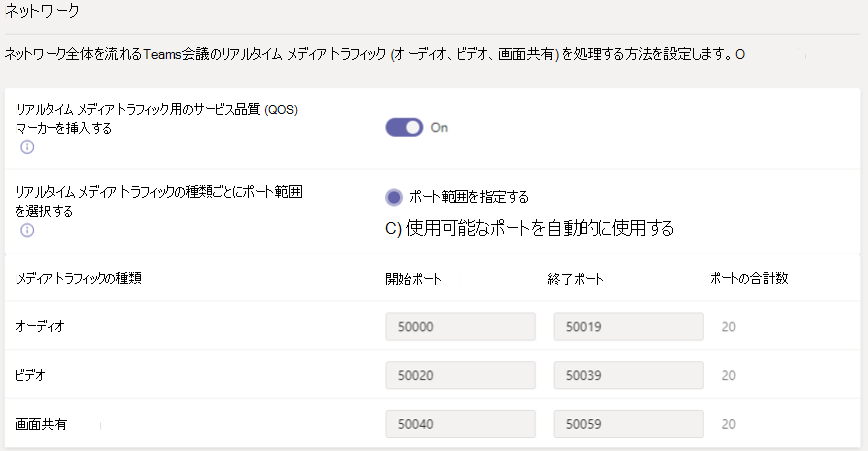 ネットワーク
ネットワーク全体を流れるTeams会議のリアルタイム メディアトラフィック (オーディオ、ビデオ、画面共有) を処理する方法を設定します。O
リアルタイム メディアトラフィック用のサービス品質 (QOS)
マーカーを挿入する
On
リアルタイム メディアトラフィックの種類ごとにポート範囲
を選択する
ポート範囲を指定する
C) 使用可能なポートを自動的に使用する
メディアトラフィックの種類 開始ポート 終了ポート ポートの合計数
オーディオ 50000 50019 20
ビデオ 50020 50039 20
画面共有 50040 50059 20